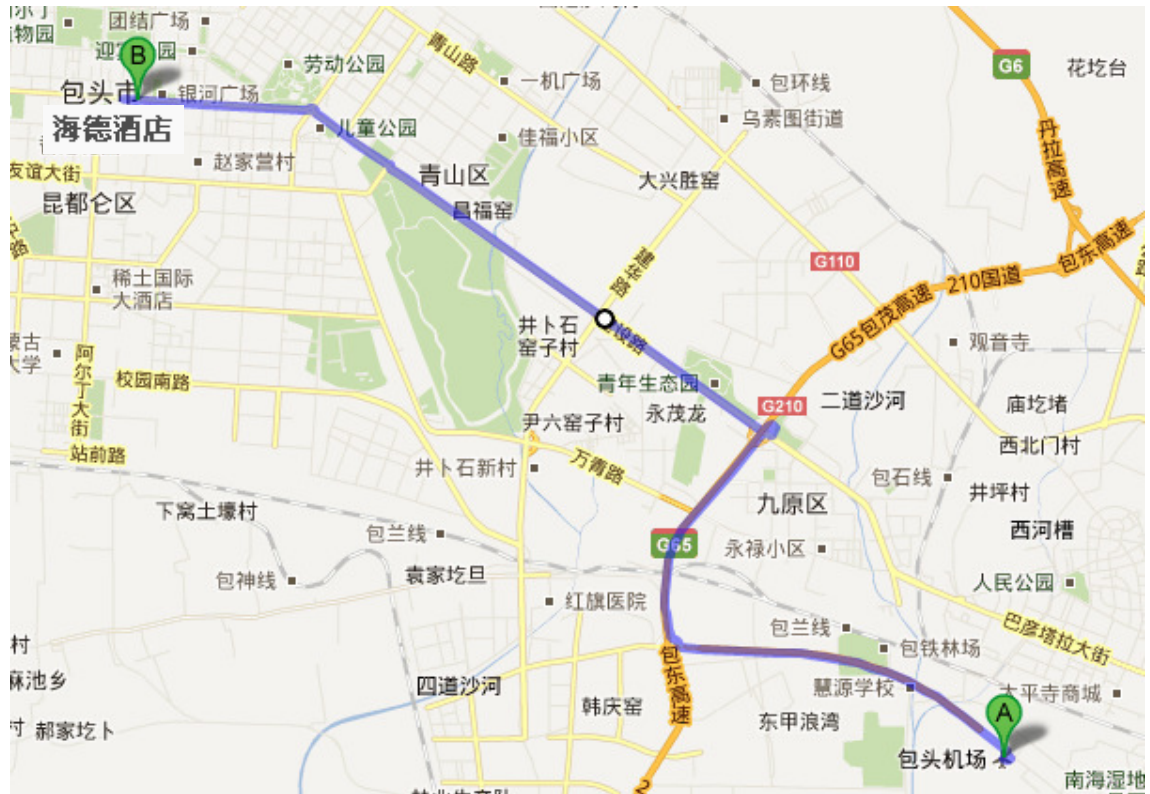 团结广场
G6
花圪台
劳动公园
青山路
一机广场
包环线
B
包头市
银河广场
海德酒店
儿童公园
佳福小区
乌素图街道
丹拉高速
赵家营村
友谊大街
青山区
大兴胜窑
昆都仑区
昌福窑
建华路
G110
包东高速
210国道
稀土国际
大酒店
G65包茂高速
井卜石
窑子村
观音寺
阿尔丁大街
校园南路
青年生态园
G210
二道沙河
永茂龙
庙圪堵
尹六窑子村
西北门村
站前路
井卜石新村
万青路
包石线
井坪村
九原区
下窝土壕村
包兰线
G65
永禄小区
西河槽
包神线
袁家圪旦
人民公园
红旗医院
包兰线
包铁林场
巴彦塔拉大街
村
麻池乡
四道沙河
包东高速
慧源学校
太平寺商城
韩庆窑
东甲浪湾
A
村
郝家圪卜
包头机场
南海湿地
2